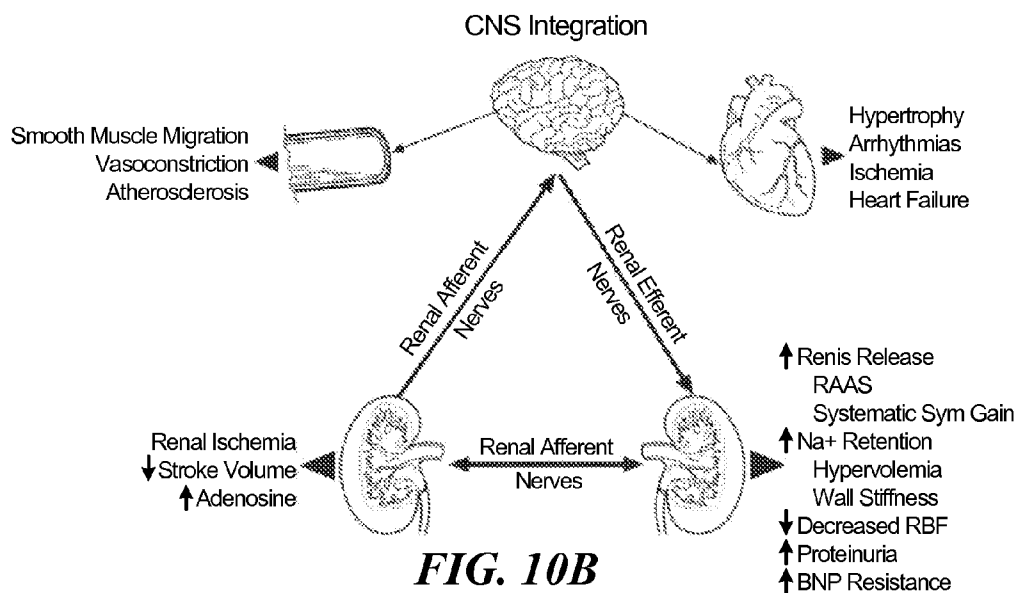 CNS Integration
Smooth Muscle Migration
Vasoconstriction
Atherosclerosis
Hypertrophy
Arrhythmias
Ischemia
Heart Failure
Renal Afferent
Nerves
Renal Efferent
Nerves
Renal Ischemia
↓Stroke Volume
↑Adenosine
Renal Afferent
Nerves
↑Renis Release
RAAS
Systematic Sym Gain
↑Na+ Retention
Hypervolemia
Wall Stiffness
↓Decreased RBF
↑Proteinuria
↑BNP Resistance
FIG. 10B